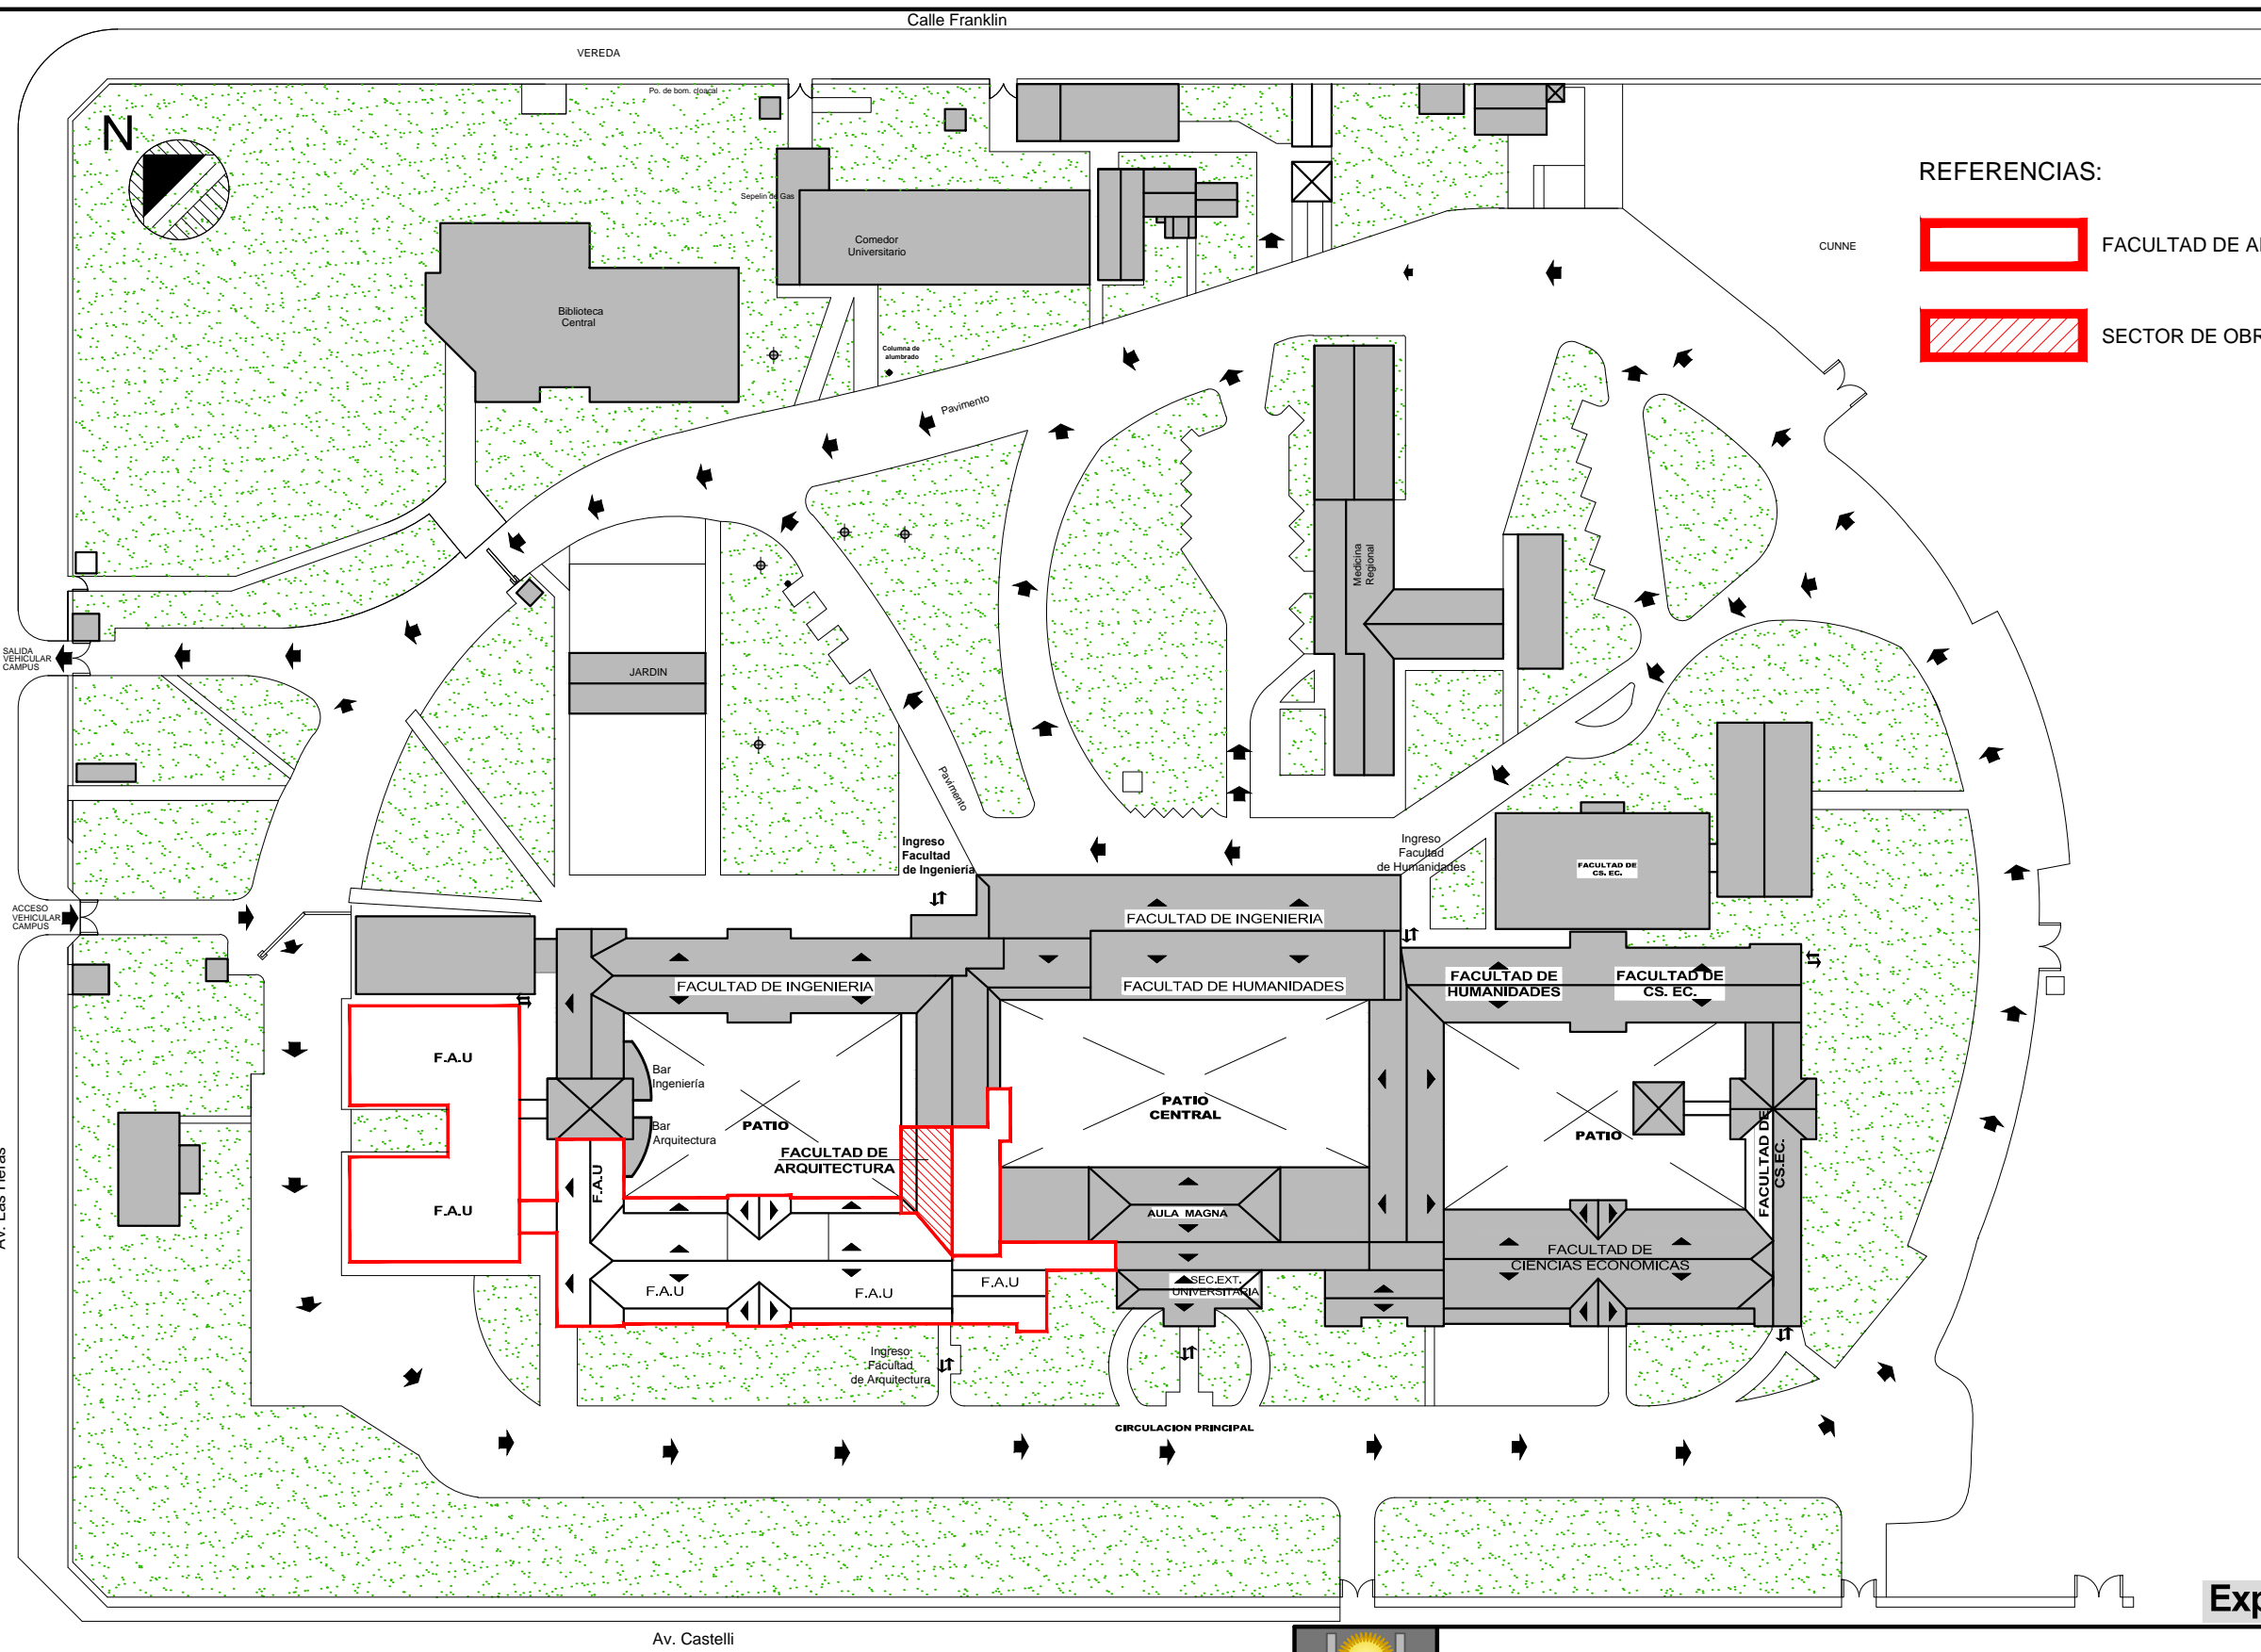 Calle Franklin
VEREDA
Po. de bom. cloacal
N
REFERENCIAS:
Sepelin de Gas
Comedor
Universitario
CUNNE
FACULTAD DE A
Biblioteca
Central
SECTOR DE OB
Columna de
alumbrado
Pavimento
Medicina
Regional
SALIDA
VEHICULAR
CAMPUS
JARDIN
Pavimento
Ingreso
Facultad
de Ingeniería
Ingreso
Facultad
de Humanidades
FACULTAD DE
CS. EC.
ACCESO
VEHICULAR
CAMPUS
FACULTAD DE INGENIERIA
FACULTAD DE INGENIERIA
FACULTAD DE HUMANIDADES
FACULTAD DE
HUMANIDADES
FACULTAD DE
CS. EC.
F.A.U
Bar
Ingeniería
PATIO
CENTRAL
Bar
Arquitectura
PATIO
PATIO
FACULTAD DE
ARQUITECTURA
FACULTAD DE
CS.EC.
F.A.U
F.A.U
AULA MAGNA
Av. Las Heras
FACULTAD DE
CIENCIAS ECONOMICAS
F.A.U
F.A.U
F.A.U
SEC.EXT.
UNIVERSITARIA
Ingreso
Facultad
de Arquitectura
CIRCULACION PRINCIPAL
Exp
Av. Castelli